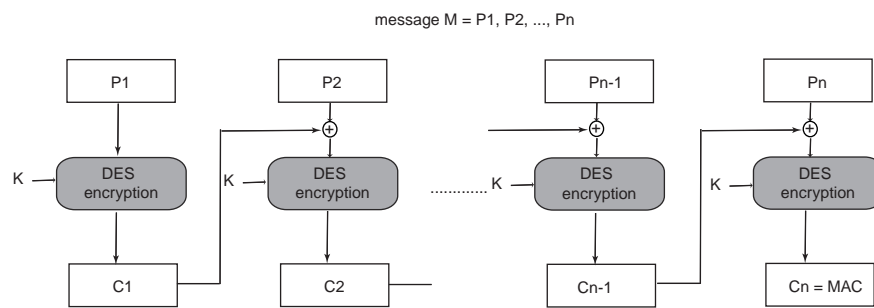 message M = P1, P2, ..., Pn
P1
P2
Pn-1
Pn
+
+
+
K
DES
encryption
K
DES
encryption
.............
K
DES
encryption
K
DES
encryption
C1
C2
Cn-1
Cn = MAC